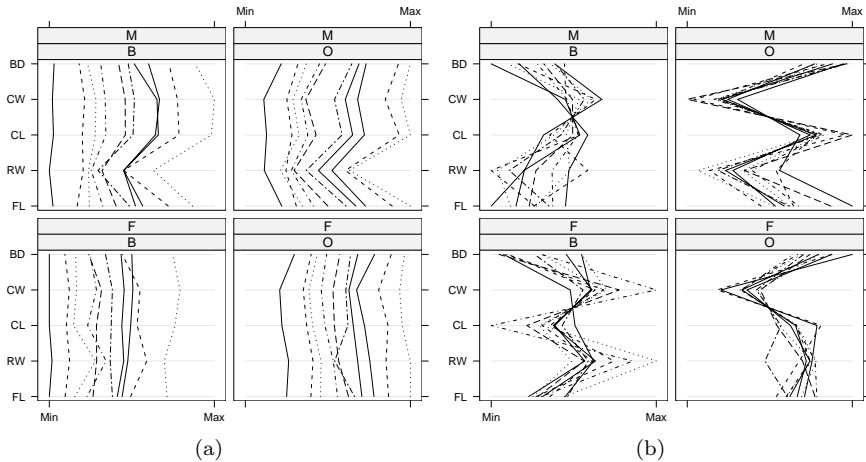 Min Max Min Max
M M M M
B O B O
BD BD
CW CW
CL CL
RW RW
FL FL
F F F F
B O B O
BD BD
CW CW
CL CL
RW RW
FL FL
Min Max Min Max
(a) (b)